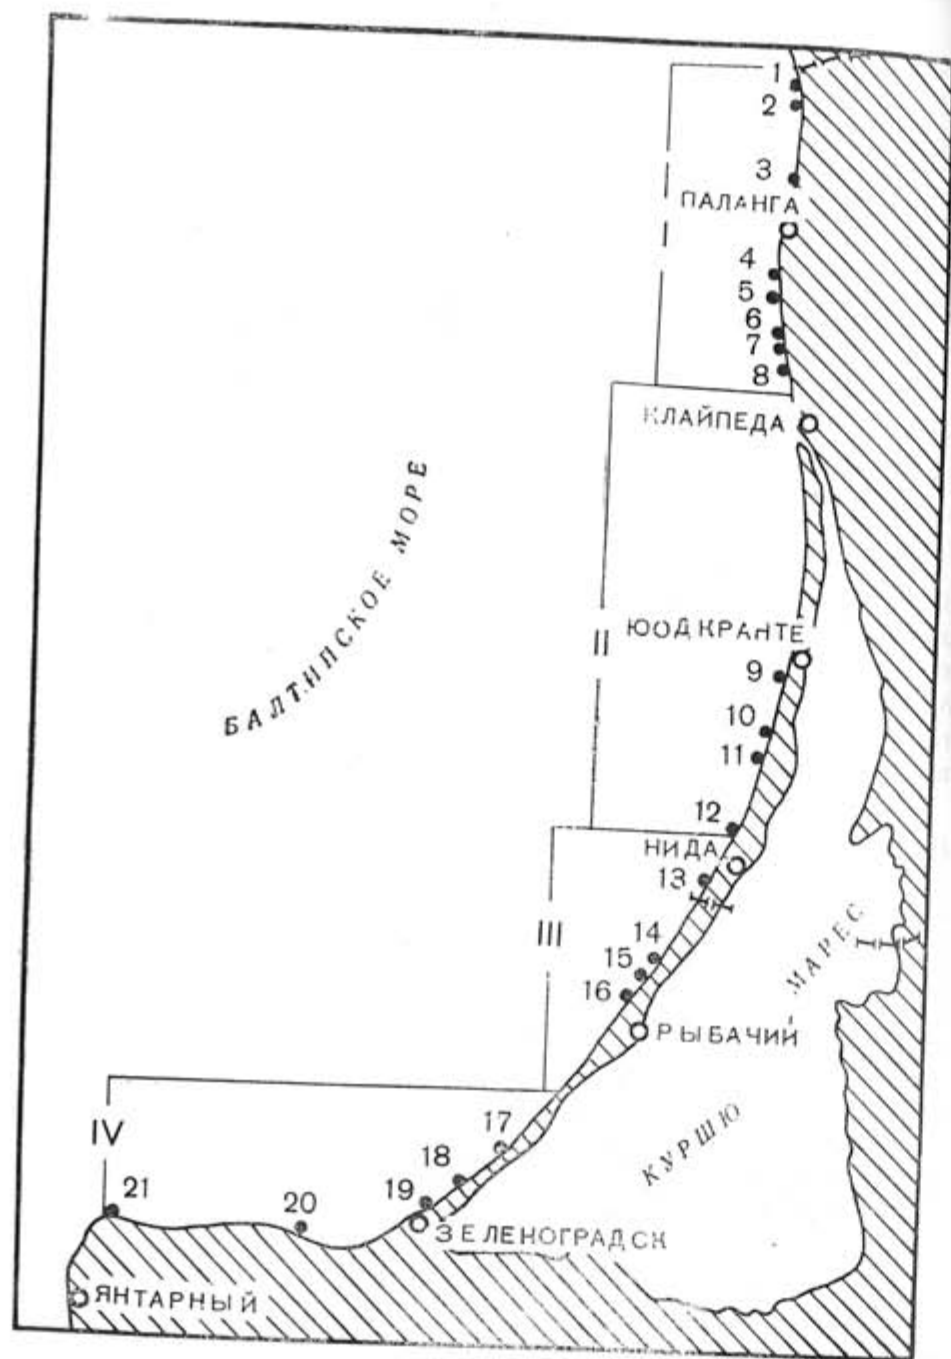 1
2
3
ПАЛАНГА
I
4
5
6
7
8
КЛАЙПЕДА
БАЛТИПСКОЕ МОРЕ
II
ЮОДКРАНТЕ
9
10
11
12
НИДА
13
III
14
15
16
МАРЕС
РЫБАЧИЙ
КУРШЮ
IV
17
18
19
20
21
ЗЕЛЕНОГРАДСК
ЯНТАРНЫЙ